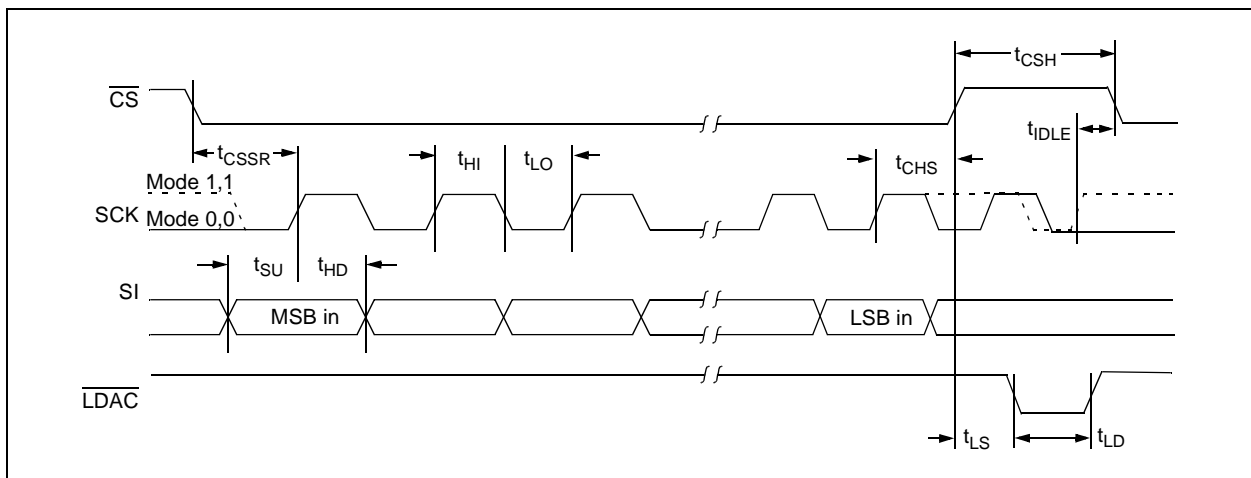 tCSH
CS
tIDLE
tCSSR
tHI
tLO
tCHS
Mode 1,1
SCK
Mode 0,0
tSU
tHD
SI
MSB in
LSB in
LDAC
tLS
tLD